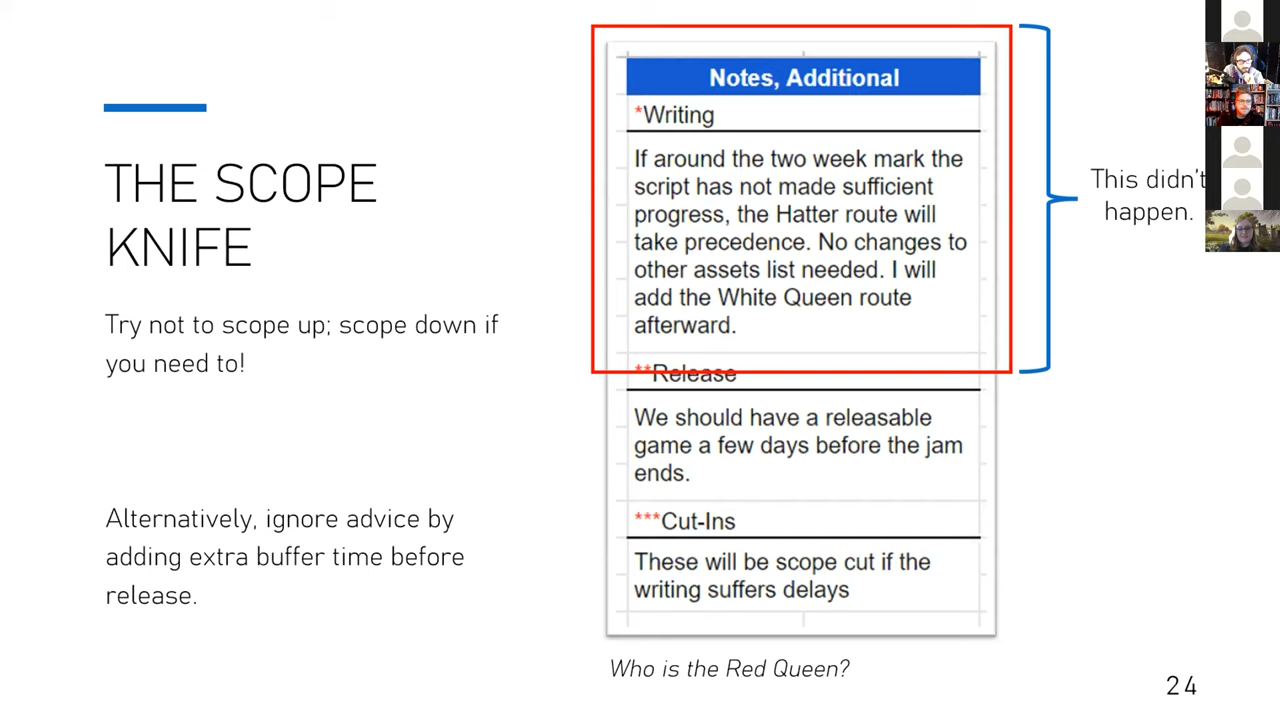 THE SCOPE
KNIFE
Try not to scope up; scope down if
you need to!
Alternatively, ignore advice by
adding extra buffer time before
release.
Notes, Additional
*Writing
If around the two week mark the
script has not made sufficient
progress, the Hatter route will
take precedence. No changes to
other assets list needed. I will
add the White Queen route
afterward.
**Release
We should have a releasable
game a few days before the jam
ends.
***Cut-Ins
These will be scope cut if the
writing suffers delays
Who is the Red Queen?
This didn't
happen.
24